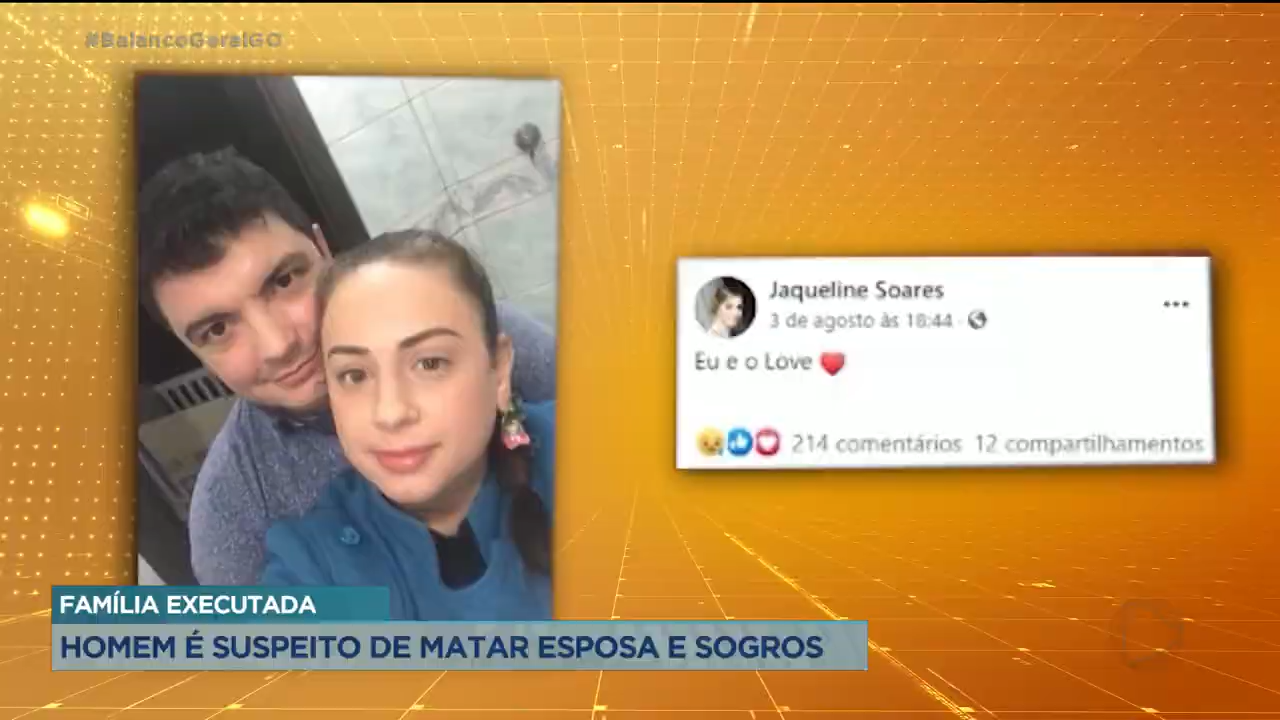 #BalancoGeralGO
Jaqueline Soares
3 de agosto às 18:44 ·
Eu e o Love ❤
214 comentários 12 compartilhamentos
FAMÍLIA EXECUTADA
HOMEM É SUSPEITO DE MATAR ESPOSA E SOGROS